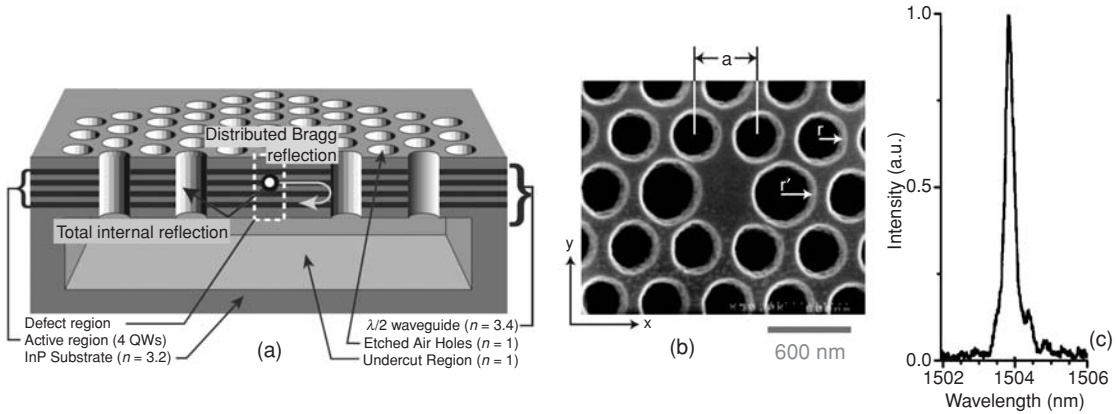 Distributed Bragg
reflection
Total internal reflection
Defect region
Active region (4 QWs)
InP Substrate (n = 3.2)
(a)
λ/2 waveguide (n = 3.4)
Etched Air Holes (n = 1)
Undercut Region (n = 1)
a
r
r′
y
x
(b)
600 nm
Intensity (a.u.)
1.0
0.5
0.0
1502
1504
1506
Wavelength (nm)
(c)